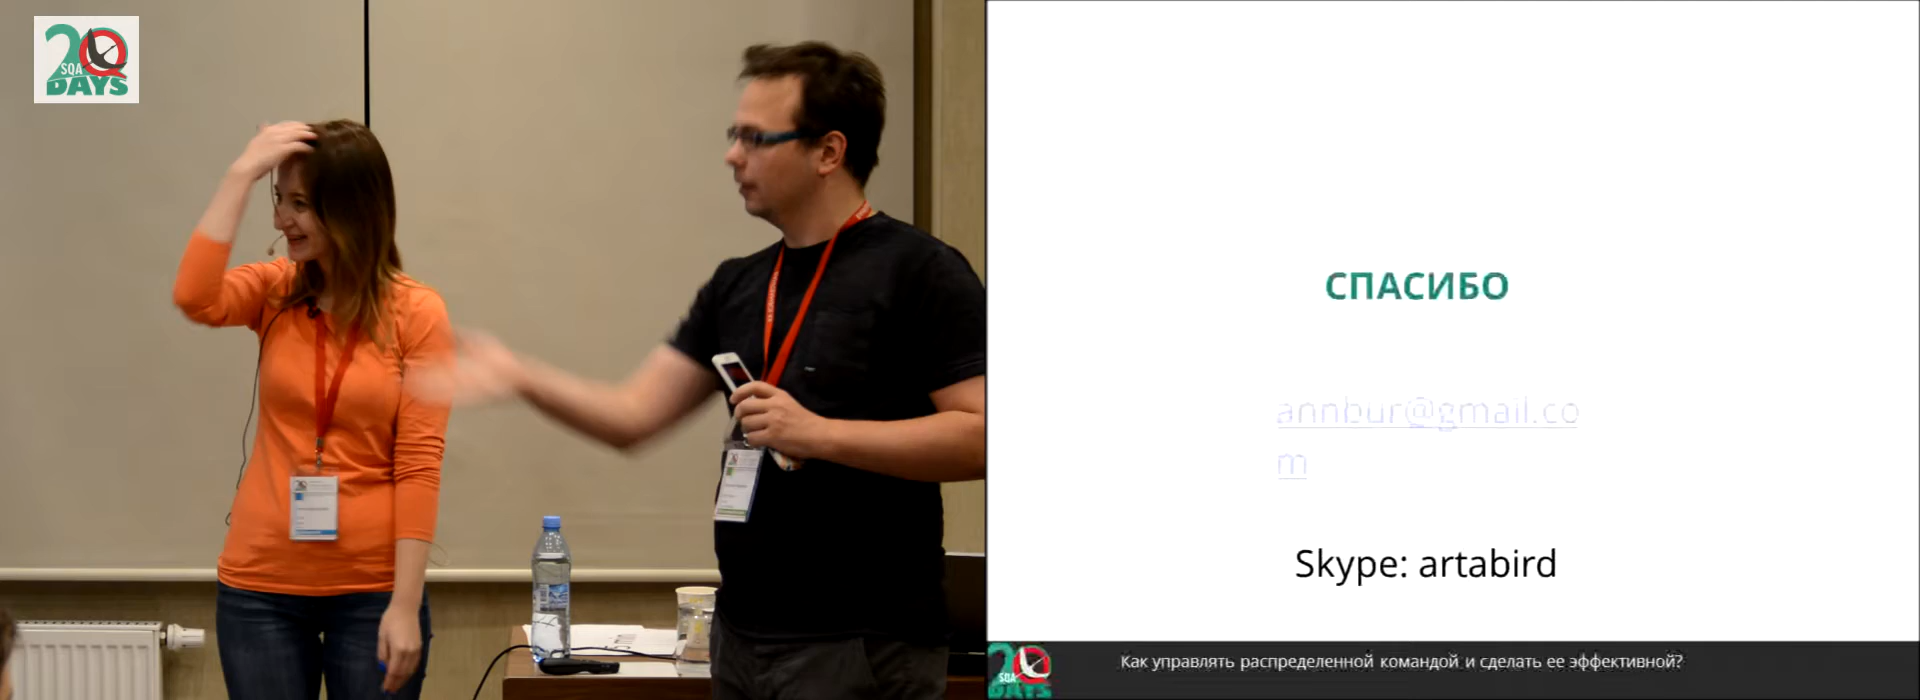 20
SQA
DAYS
СПАСИБО
annbur@gmail.co
m
Skype: artabird
20
SQA
DAYS
Как управлять распределенной командой и сделать ее эффективной?